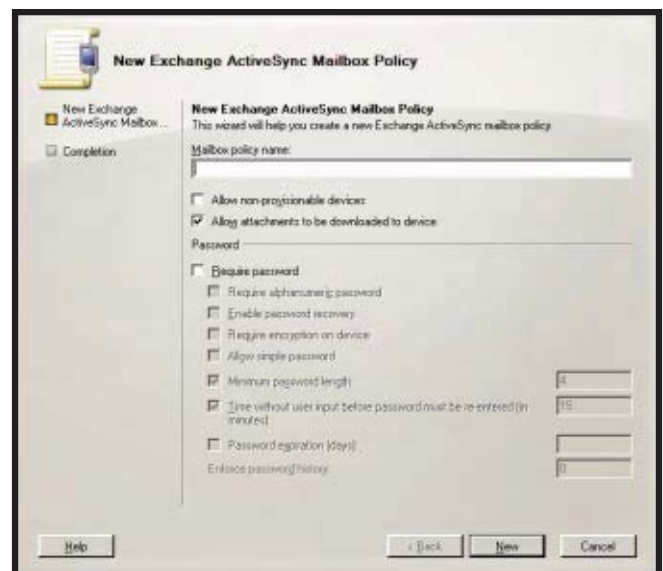 New Exchange ActiveSync Mailbox Policy
New Exchange
ActiveSync Mailbox...
Completion
New Exchange ActiveSync Mailbox Policy
This wizard will help you create a new Exchange ActiveSync mailbox policy.
Mailbox policy name:
Allow non-provisionable devices
Allow attachments to be downloaded to device
Password
Require password
Require alphanumeric password
Enable password recovery
Require encryption on device
Allow simple password
Minimum password length:
4
Time without user input before password must be re-entered (in
minutes):
15
Password expiration (days):
Enforce password history:
0
Help
< Back
New
Cancel